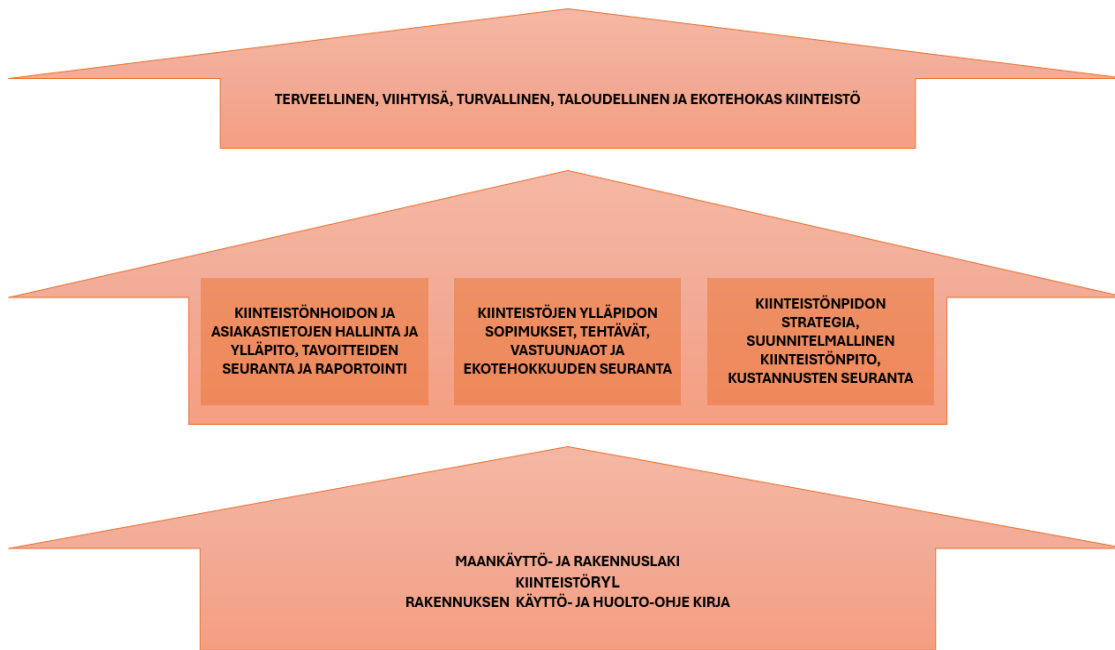 TERVEELLINEN, VIIHTYISÄ, TURVALLINEN, TALOUDELLINEN JA EKOTEHOKAS KIINTEISTÖ
KIINTEISTÖNHOIDON JA
ASIAKASTIETOJEN HALLINTA JA
YLLÄPITO, TAVOITTEIDEN
SEURANTA JA RAPORTOINTI
KIINTEISTÖJEN YLLÄPIDON
SOPIMUKSET, TEHTÄVÄT,
VASTUUNJAOT JA
EKOTEHOKKUUDEN SEURANTA
KIINTEISTÖNPIDON
STRATEGIA,
SUUNNITELMALLINEN
KIINTEISTÖNPITO,
KUSTANNUSTEN SEURANTA
MAANKÄYTTÖ- JA RAKENNUSLAKI
KIINTEISTÖRYL
RAKENNUKSEN KÄYTTÖ- JA HUOLTO-OHJE KIRJA